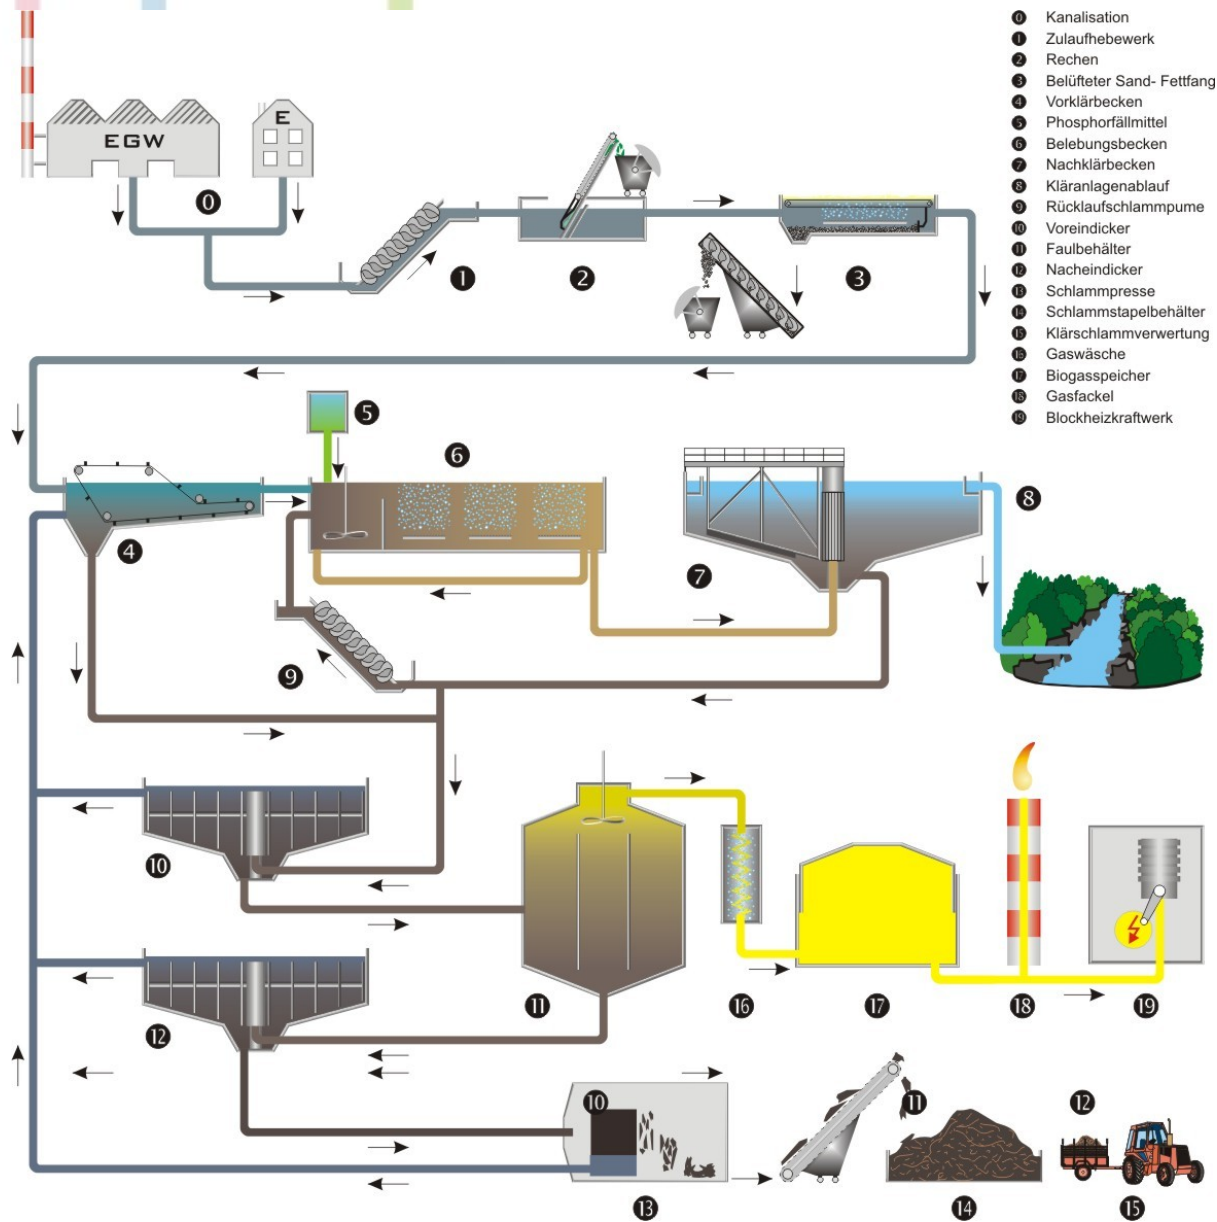 0 Kanalisation
1 Zulaufhebewerk
2 Rechen
3 Belüfteter Sand- Fettfang
4 Vorklärbecken
5 Phosphorfällmittel
6 Belebungsbecken
7 Nachklärbecken
8 Kläranlagenablauf
9 Rücklaufschlammpume
10 Voreindicker
11 Faulbehälter
12 Nacheindicker
13 Schlammpresse
14 Schlammstapelbehälter
15 Klärschlammverwertung
16 Gaswäsche
17 Biogasspeicher
18 Gasfackel
19 Blockheizkraftwerk
EGW
E
0
1
2
3
5
6
4
7
8
9
10
11
12
16
17
18
19
10
11
12
13
14
15